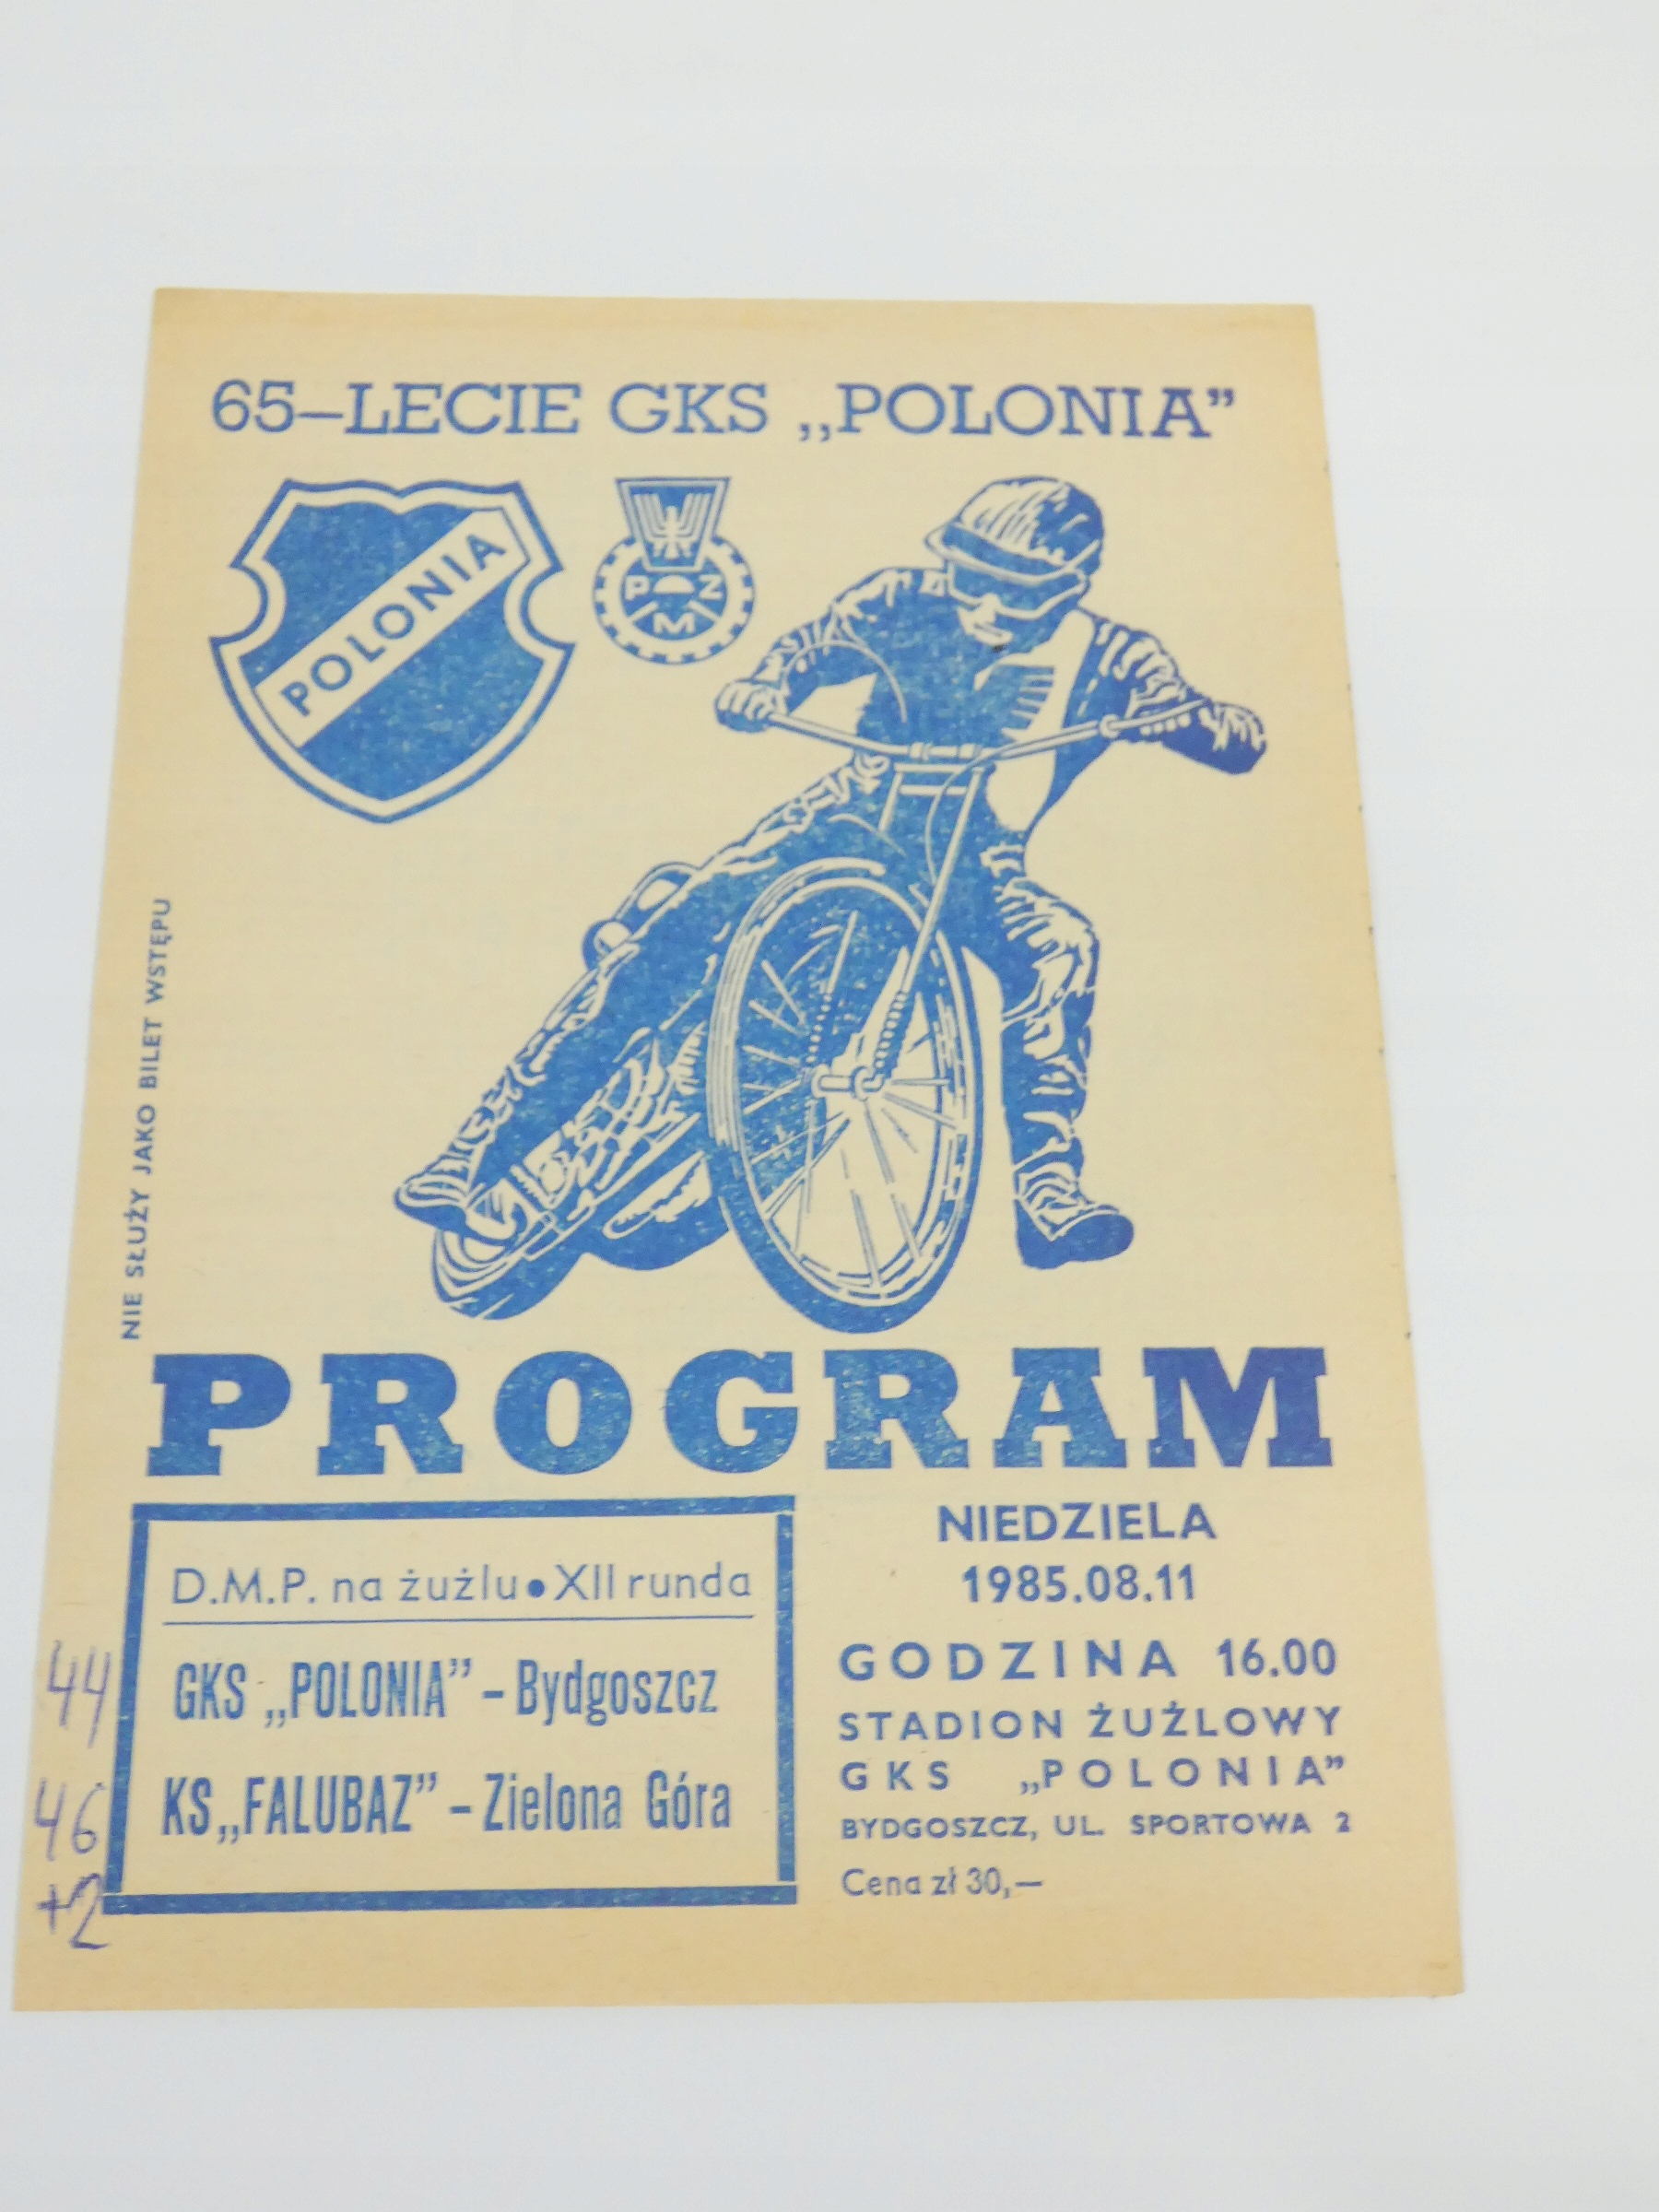 65–LECIE GKS „POLONIA”
POLONIA
P Z
M
NIE SŁUŻY JAKO BILET WSTĘPU
PROGRAM
D.M.P. na żużlu • XII runda
GKS „POLONIA” – Bydgoszcz
KS „FALUBAZ” – Zielona Góra
44
46
+2
NIEDZIELA
1985.08.11
GODZINA 16.00
STADION ŻUŻLOWY
GKS „POLONIA”
BYDGOSZCZ, UL. SPORTOWA 2
Cena zł 30,—